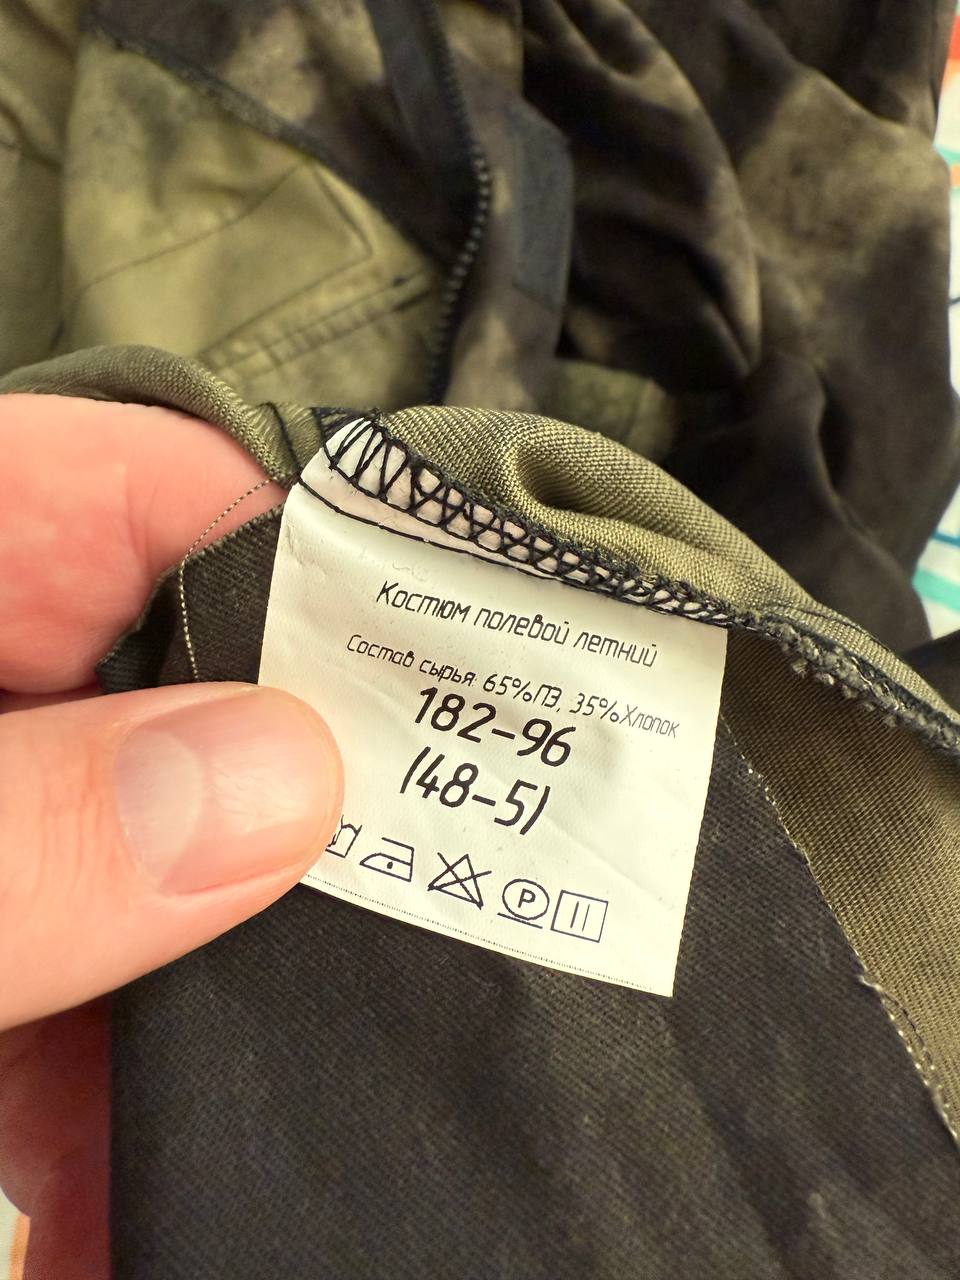 Костюм полевой летний
Состав сырья: 65%ПЭ, 35%Хлопок
182-96
(48-5)
P